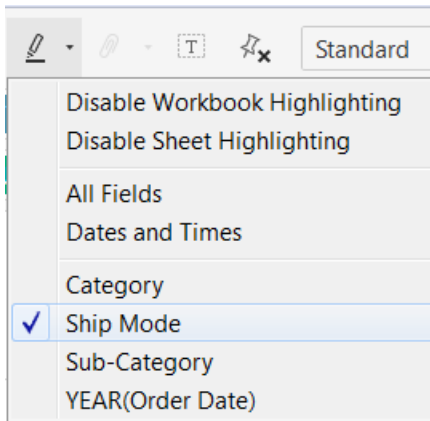 T Standard
Disable Workbook Highlighting
Disable Sheet Highlighting
All Fields
Dates and Times
Category
Ship Mode
Sub-Category
YEAR(Order Date)